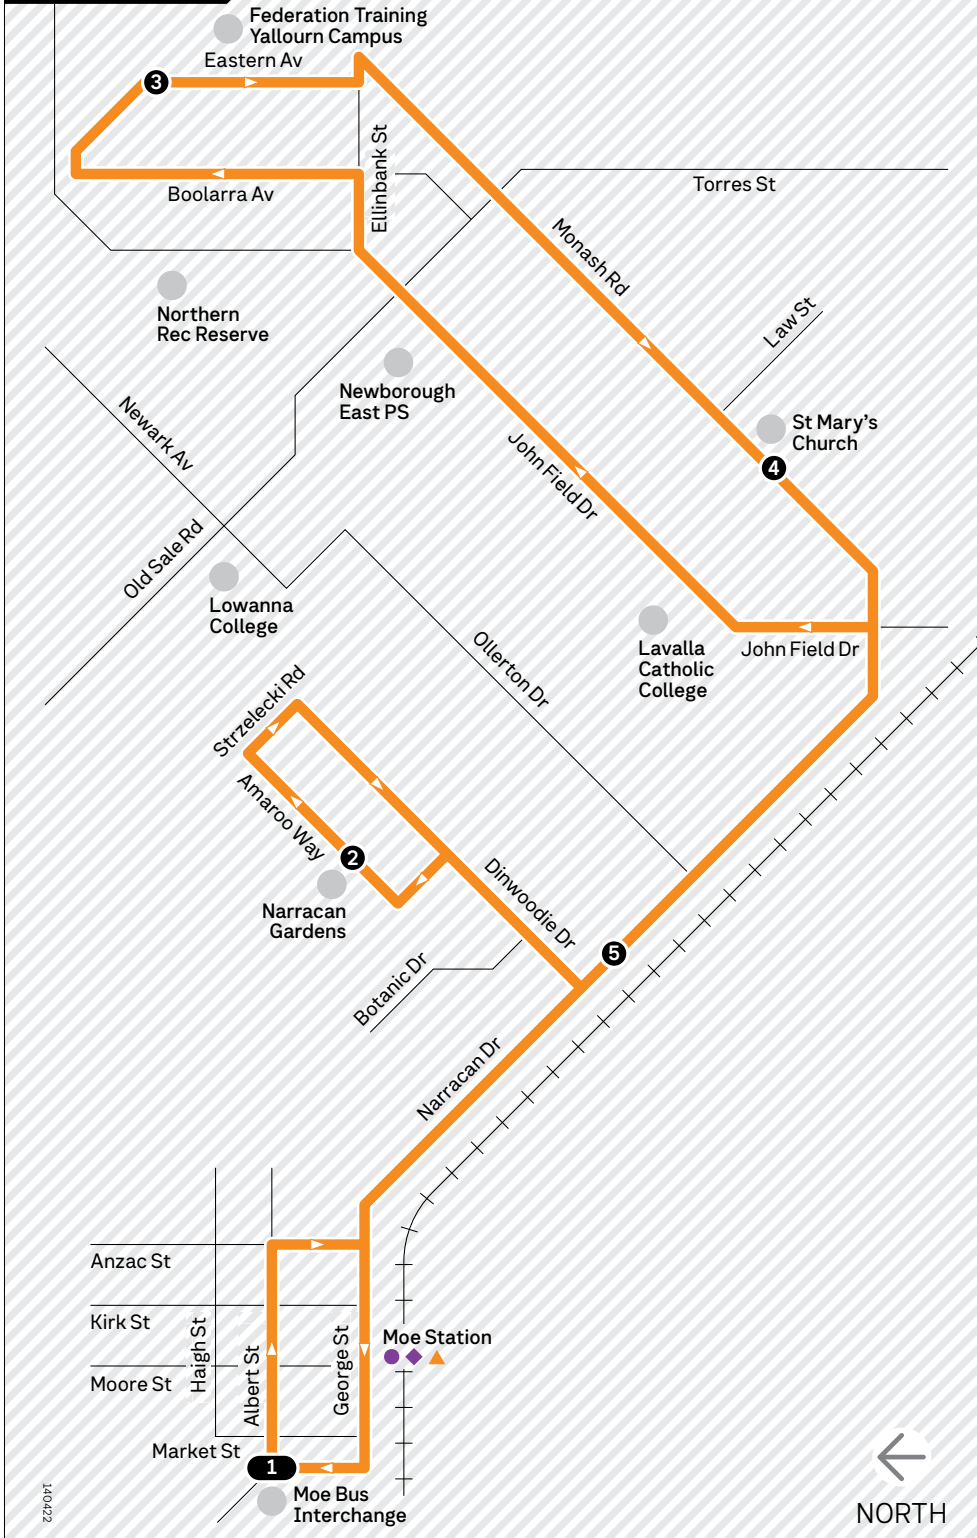 Federation Training
Yallourn Campus
Eastern Av
3
Ellinbank St
Boolarra Av
Torres St
Monash Rd
Northern
Rec Reserve
Law St
Newborough
East PS
Newark Av
St Mary's
Church
4
John Field Dr
Old Sale Rd
Lowanna
College
Lavalla
Catholic
College
John Field Dr
Ollerton Dr
Strzelecki Rd
Amaroo Way
2
Narracan
Gardens
Dinwoodie Dr
5
Botanic Dr
Narracan Dr
Anzac St
Kirk St
Moore St
Haigh St
Albert St
George St
Moe Station
Market St
1
Moe Bus
Interchange
NORTH
140422